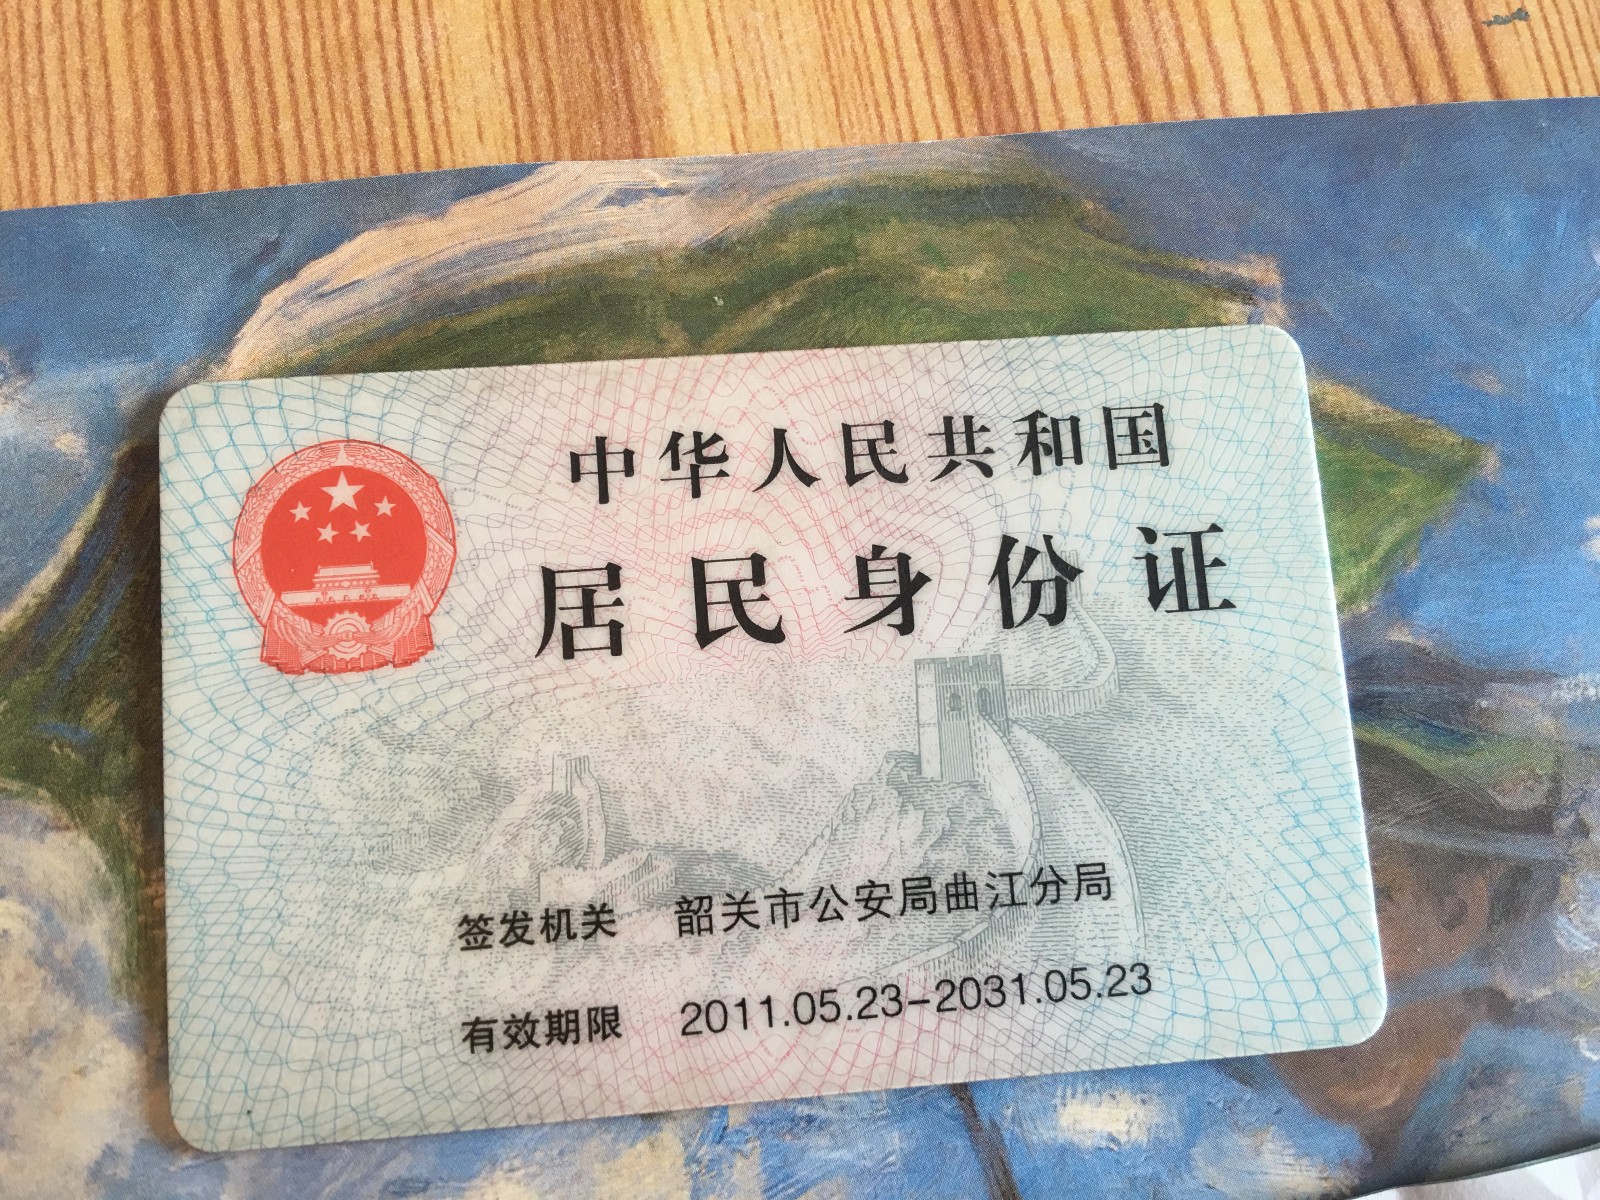 中华人民共和国
居民身份证
签发机关 韶关市公安局曲江分局
有效期限 2011.05.23-2031.05.23